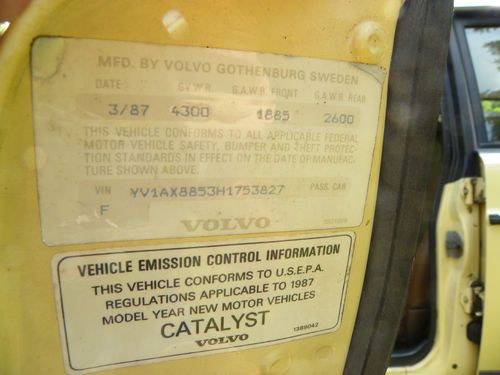 MFD. BY VOLVO GOTHENBURG SWEDEN
DATE G.V.W.R. G.A.W.R. FRONT G.A.W.R. REAR
3/87 4300 1885 2600
THIS VEHICLE CONFORMS TO ALL APPLICABLE FEDERAL
MOTOR VEHICLE SAFETY, BUMPER AND THEFT PROTEC-
TION STANDARDS IN EFFECT ON THE DATE OF MANUFAC-
TURE SHOWN ABOVE.
VIN YV1AX8853H1753827 PASS. CAR
F
VOLVO
VEHICLE EMISSION CONTROL INFORMATION
THIS VEHICLE CONFORMS TO U.S.E.P.A.
REGULATIONS APPLICABLE TO 1987
MODEL YEAR NEW MOTOR VEHICLES
CATALYST
1389042
VOLVO